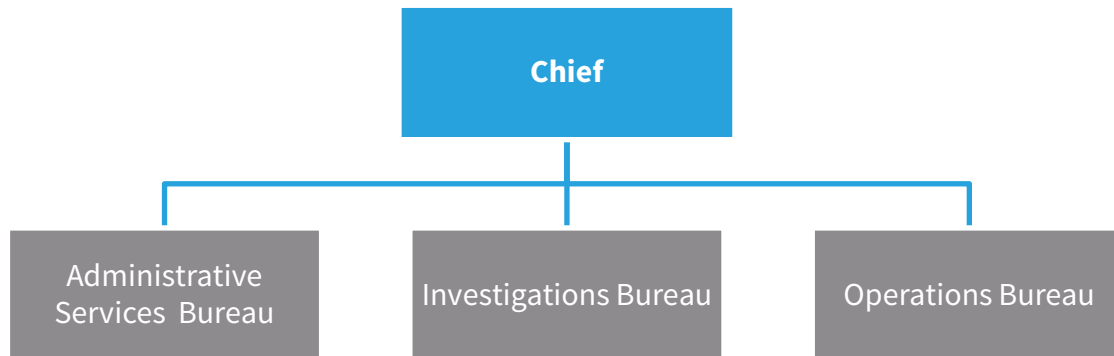 Chief
Administrative
Services  Bureau
Investigations Bureau
Operations Bureau